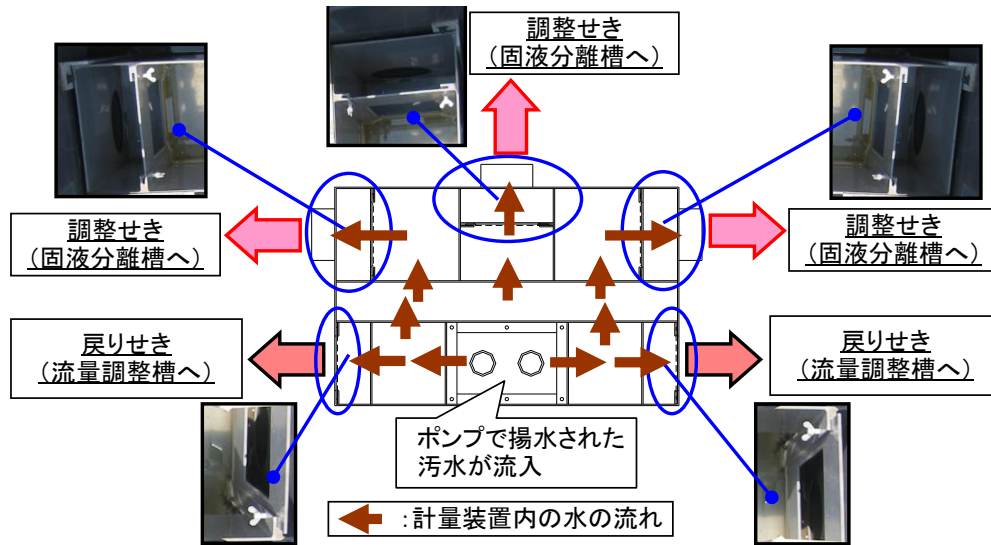 調整せき
(固液分離槽へ)
調整せき
(固液分離槽へ)
調整せき
(固液分離槽へ)
戻りせき
(流量調整槽へ)
戻りせき
(流量調整槽へ)
ポンプで揚水された
汚水が流入
:計量装置内の水の流れ